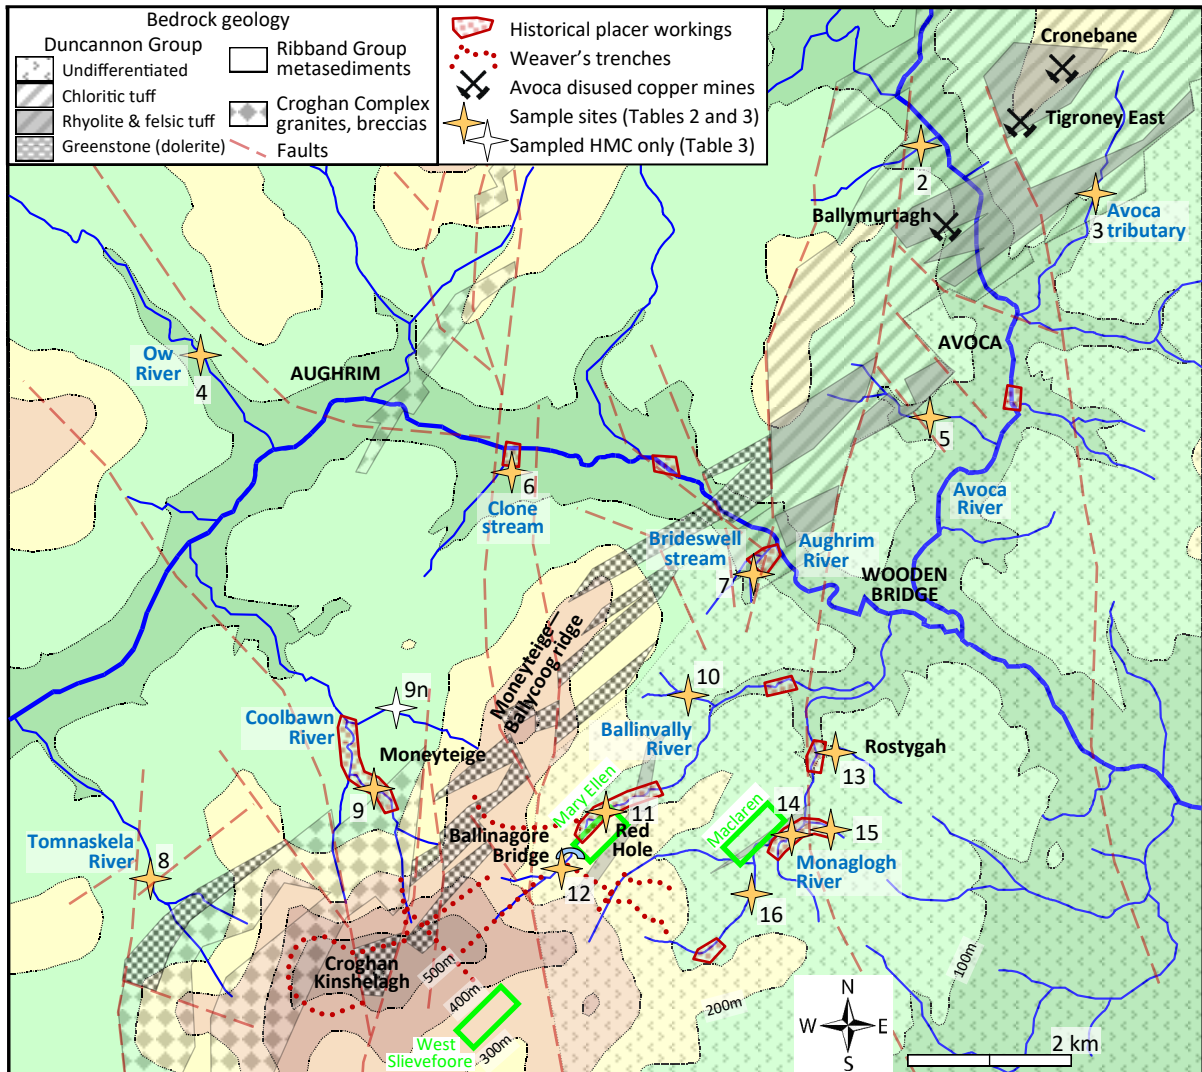 Bedrock geology
Duncannon Group
Undifferentiated
Chloritic tuff
Rhyolite & felsic tuff
Greenstone (dolerite)
Ribband Group
metasediments
Croghan Complex
granites, breccias
Faults
Historical placer workings
Weaver's trenches
Avoca disused copper mines
Sample sites (Tables 2 and 3)
Sampled HMC only (Table 3)
Cronebane
Tigroney East
2
Ballymurtagh
3
Avoca
tributary
Ow
River
4
AUGHRIM
AVOCA
5
6
Clone
stream
Avoca
River
Brideswell
stream
7
Aughrim
River
WOODEN
BRIDGE
Moneyteige—
Ballycoog ridge
9n
10
Coolbawn
River
Moneyteige
Ballinvally
River
Rostygah
13
9
Mary Ellen
11
Maclaren
14
15
Ballinagore
Bridge
Red
Hole
Tomnaskela
River
8
12
Monaglogh
River
16
Croghan
Kinshelagh
500m
400m
300m
200m
100m
West
Slievefoore
N
W
E
S
2 km